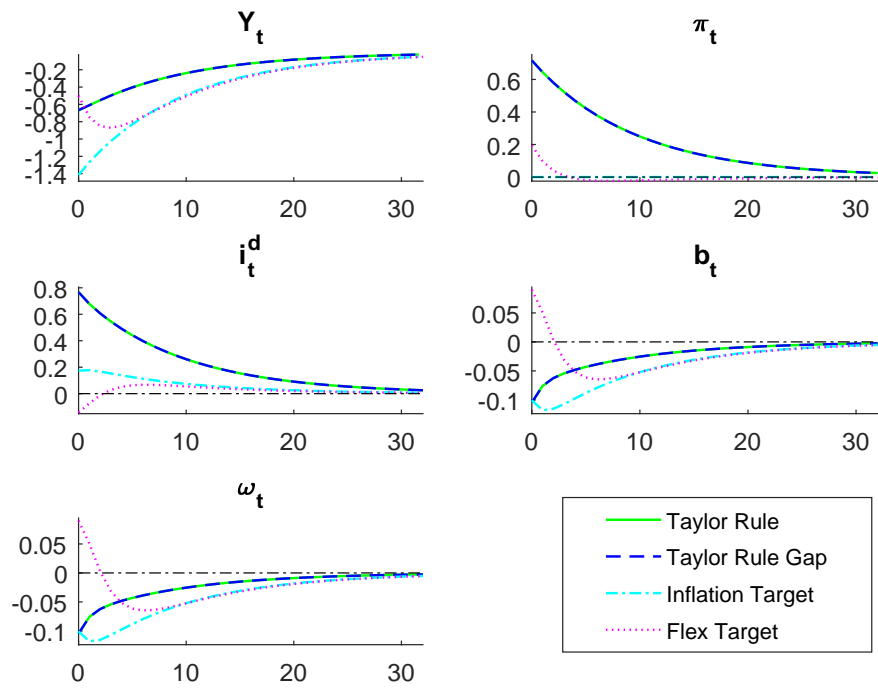 Y_t
-0.2
-0.4
-0.6
-0.8
-1
-1.2
-1.4
0 10 20 30
π_t
0.6
0.4
0.2
0
0 10 20 30
i_t^d
0.8
0.6
0.4
0.2
0
0 10 20 30
b_t
0.05
0
-0.05
-0.1
0 10 20 30
ω_t
0.05
0
-0.05
-0.1
0 10 20 30
Taylor Rule
Taylor Rule Gap
Inflation Target
Flex Target